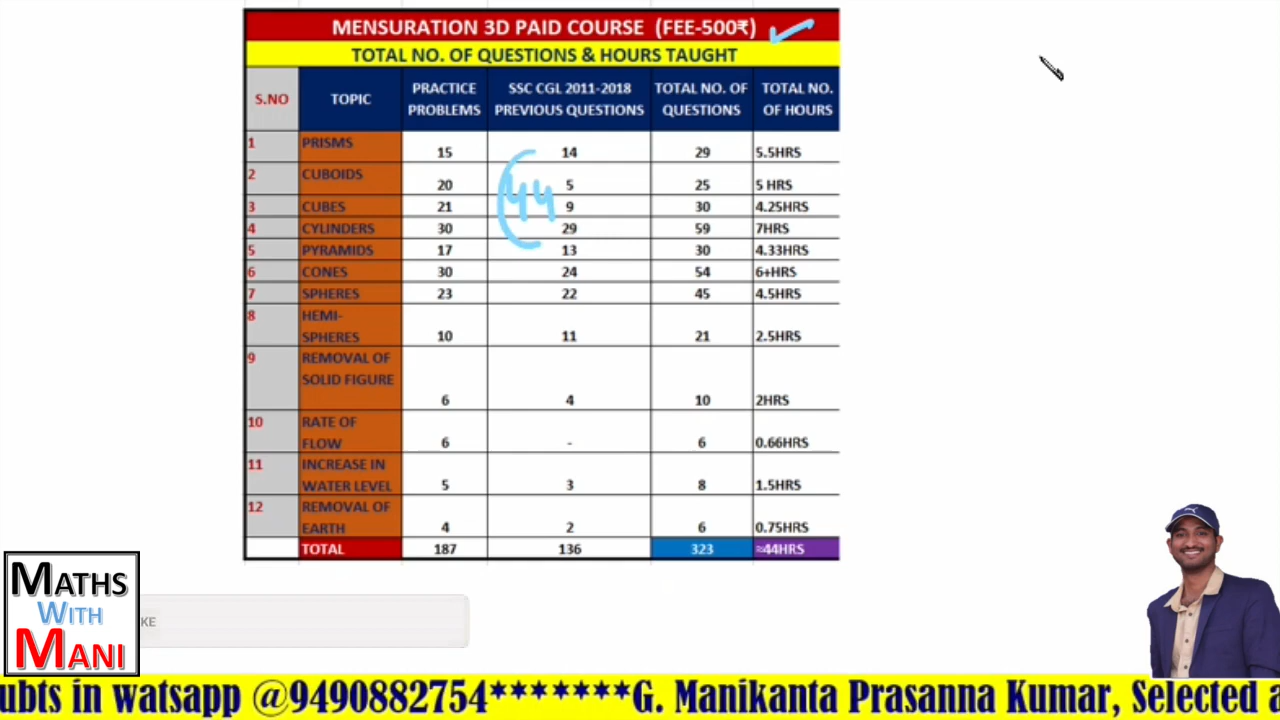 MENSURATION 3D PAID COURSE (FEE-500₹)
TOTAL NO. OF QUESTIONS & HOURS TAUGHT
S.NO TOPIC PRACTICE PROBLEMS SSC CGL 2011-2018 PREVIOUS QUESTIONS TOTAL NO. OF QUESTIONS TOTAL NO. OF HOURS
1 PRISMS 15 14 29 5.5HRS
2 CUBOIDS 20 5 25 5 HRS
3 CUBES 21 9 30 4.25HRS
4 CYLINDERS 30 29 59 7HRS
5 PYRAMIDS 17 13 30 4.33HRS
6 CONES 30 24 54 6+HRS
7 SPHERES 23 22 45 4.5HRS
8 HEMI-SPHERES 10 11 21 2.5HRS
9 REMOVAL OF SOLID FIGURE 6 4 10 2HRS
10 RATE OF FLOW 6 - 6 0.66HRS
11 INCREASE IN WATER LEVEL 5 3 8 1.5HRS
12 REMOVAL OF EARTH 4 2 6 0.75HRS
TOTAL 187 136 323 ≈44HRS
44
MATHS
WITH
MANI
KE
ubts in watsapp @9490882754*******G. Manikanta Prasanna Kumar, Selected a